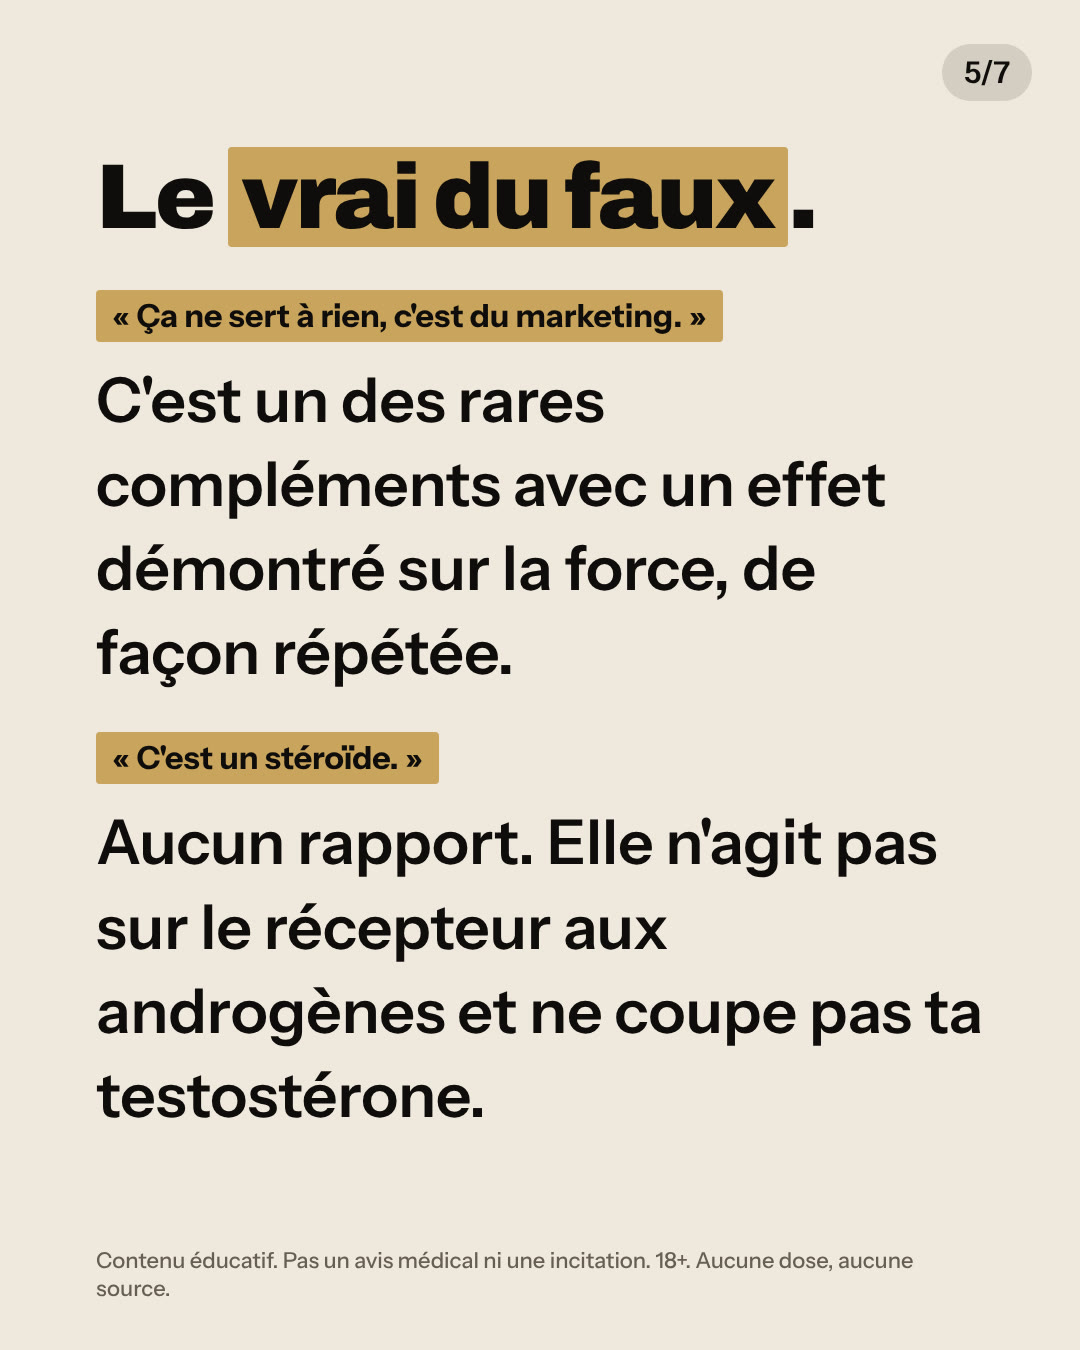 5/7
Le vrai du faux.
« Ça ne sert à rien, c'est du marketing. »
C'est un des rares
compléments avec un effet
démontré sur la force, de
façon répétée.
« C'est un stéroïde. »
Aucun rapport. Elle n'agit pas
sur le récepteur aux
androgènes et ne coupe pas ta
testostérone.
Contenu éducatif. Pas un avis médical ni une incitation. 18+. Aucune dose, aucune
source.